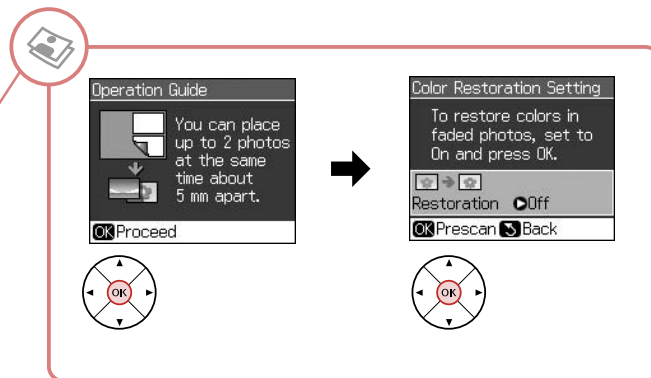 Operation Guide
You can place
up to 2 photos
at the same
time about
5 mm apart.
OK Proceed
OK
Color Restoration Setting
To restore colors in
faded photos, set to
On and press OK.
Restoration Off
OK Prescan Back
OK